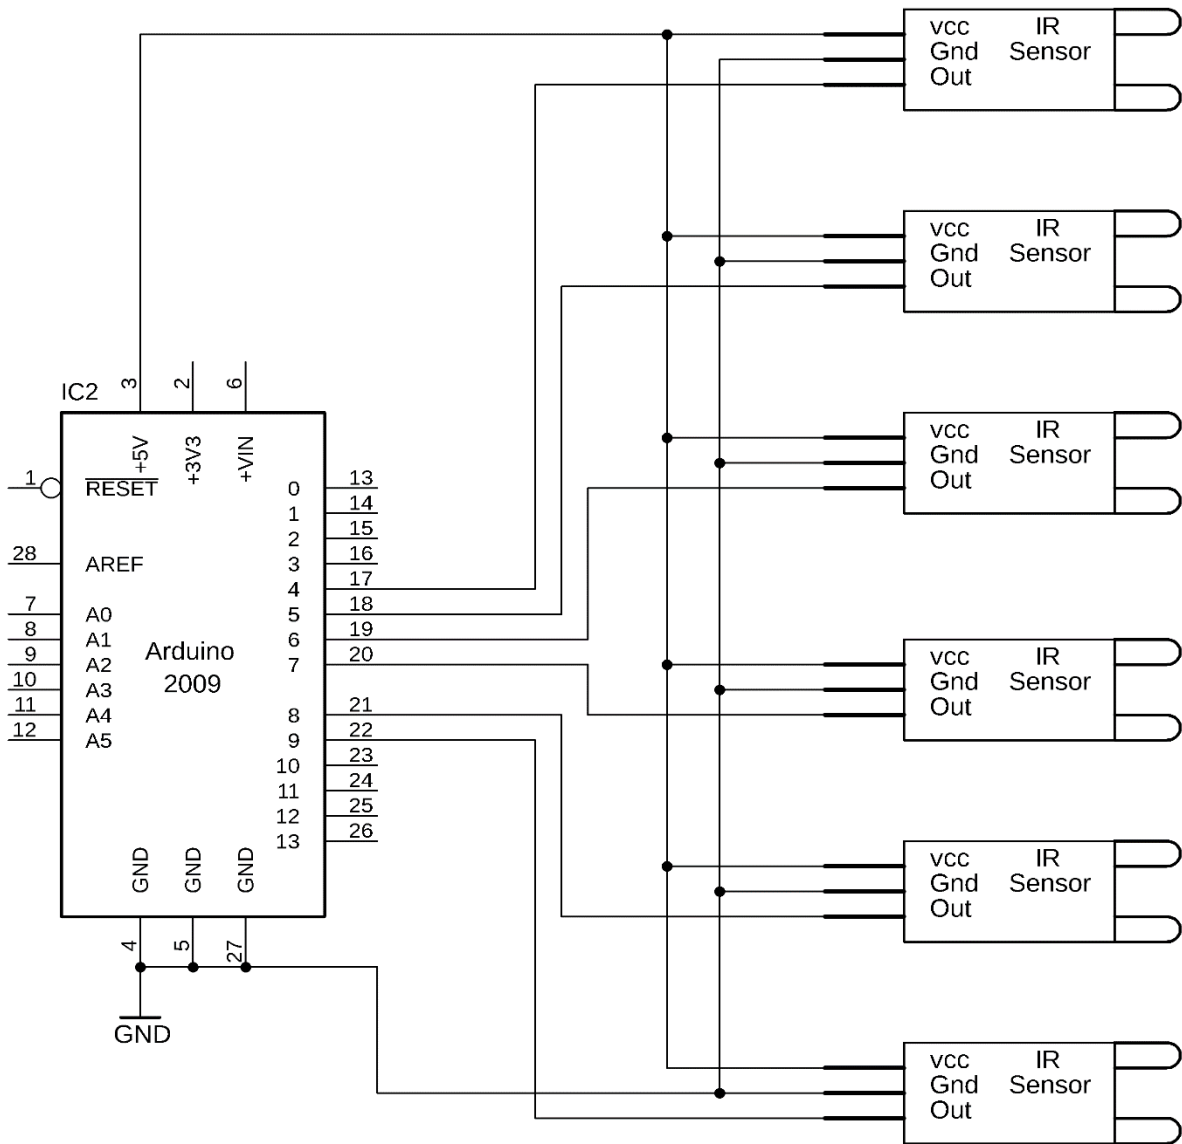 vcc IR
Gnd Sensor
Out
vcc IR
Gnd Sensor
Out
IC2
3 2 6
+5V +3V3 +VIN
vcc IR
Gnd Sensor
Out
1 RESET 0 13
1 14
2 15
28 AREF 3 16
4 17
7 A0 5 18
8 A1 6 19
9 A2 7 20
10 A3
11 A4 8 21
12 A5 9 22
10 23
11 24
12 25
13 26
Arduino
2009
vcc IR
Gnd Sensor
Out
GND GND GND
4 5 27
GND
vcc IR
Gnd Sensor
Out
vcc IR
Gnd Sensor
Out